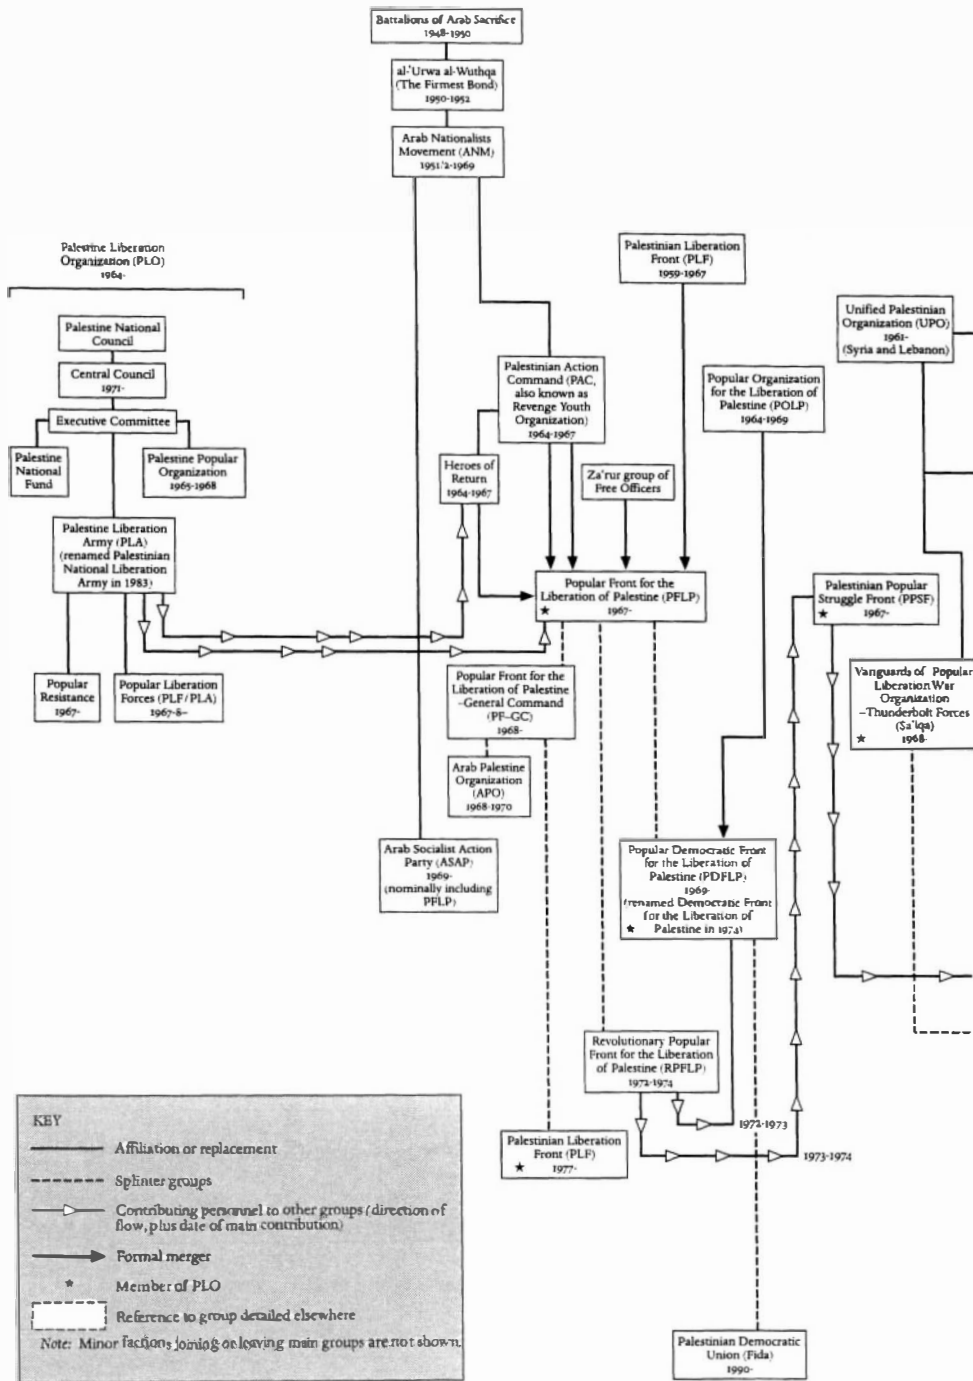 Battalions of Arab Sacrifice
1948-1950
al-'Urwa al-Wuthqa
(The Firmest Bond)
1950-1952
Arab Nationalists
Movement (ANM)
1951/2-1969
Palestine Liberation
Organization (PLO)
1964-
Palestine National
Council
Central Council
1971-
Executive Committee
Palestine
National
Fund
Palestine Popular
Organization
1965-1968
Palestine Liberation
Army (PLA)
(renamed Palestinian
National Liberation
Army in 1983)
Popular
Resistance
1967-
Popular Liberation
Forces (PLF/PLA)
1967-8-
Palestinian Liberation
Front (PLF)
1959-1967
Palestinian Action
Command (PAC,
also known as
Revenge Youth
Organization)
1964-1967
Heroes of
Return
1964-1967
Za'rur group of
Free Officers
Popular Organization
for the Liberation of
Palestine (POLP)
1964-1969
Unified Palestinian
Organization (UPO)
1961-
(Syria and Lebanon)
Popular Front for the
Liberation of Palestine (PFLP)
★ 1967-
Palestinian Popular
Struggle Front (PPSF)
★ 1967-
Vanguards of Popular
Liberation War
Organization
–Thunderbolt Forces
(Sa'iqa)
★ 1968-
Popular Front for the
Liberation of Palestine
–General Command
(PF–GC)
1968-
Arab Palestine
Organization
(APO)
1968-1970
Arab Socialist Action
Party (ASAP)
1969-
(nominally including
PFLP)
Popular Democratic Front
for the Liberation of
Palestine (PDFLP)
1969-
(renamed Democratic Front
for the Liberation of
★ Palestine in 1974)
Revolutionary Popular
Front for the Liberation
of Palestine (RPFLP)
1972-1974
1972-1973
1973-1974
Palestinian Liberation
Front (PLF)
★ 1977-
Palestinian Democratic
Union (Fida)
1990-
KEY
Affiliation or replacement
Splinter groups
Contributing personnel to other groups (direction of
flow, plus date of main contribution)
Formal merger
★ Member of PLO
Reference to group detailed elsewhere
Note: Minor factions joining or leaving main groups are not shown.